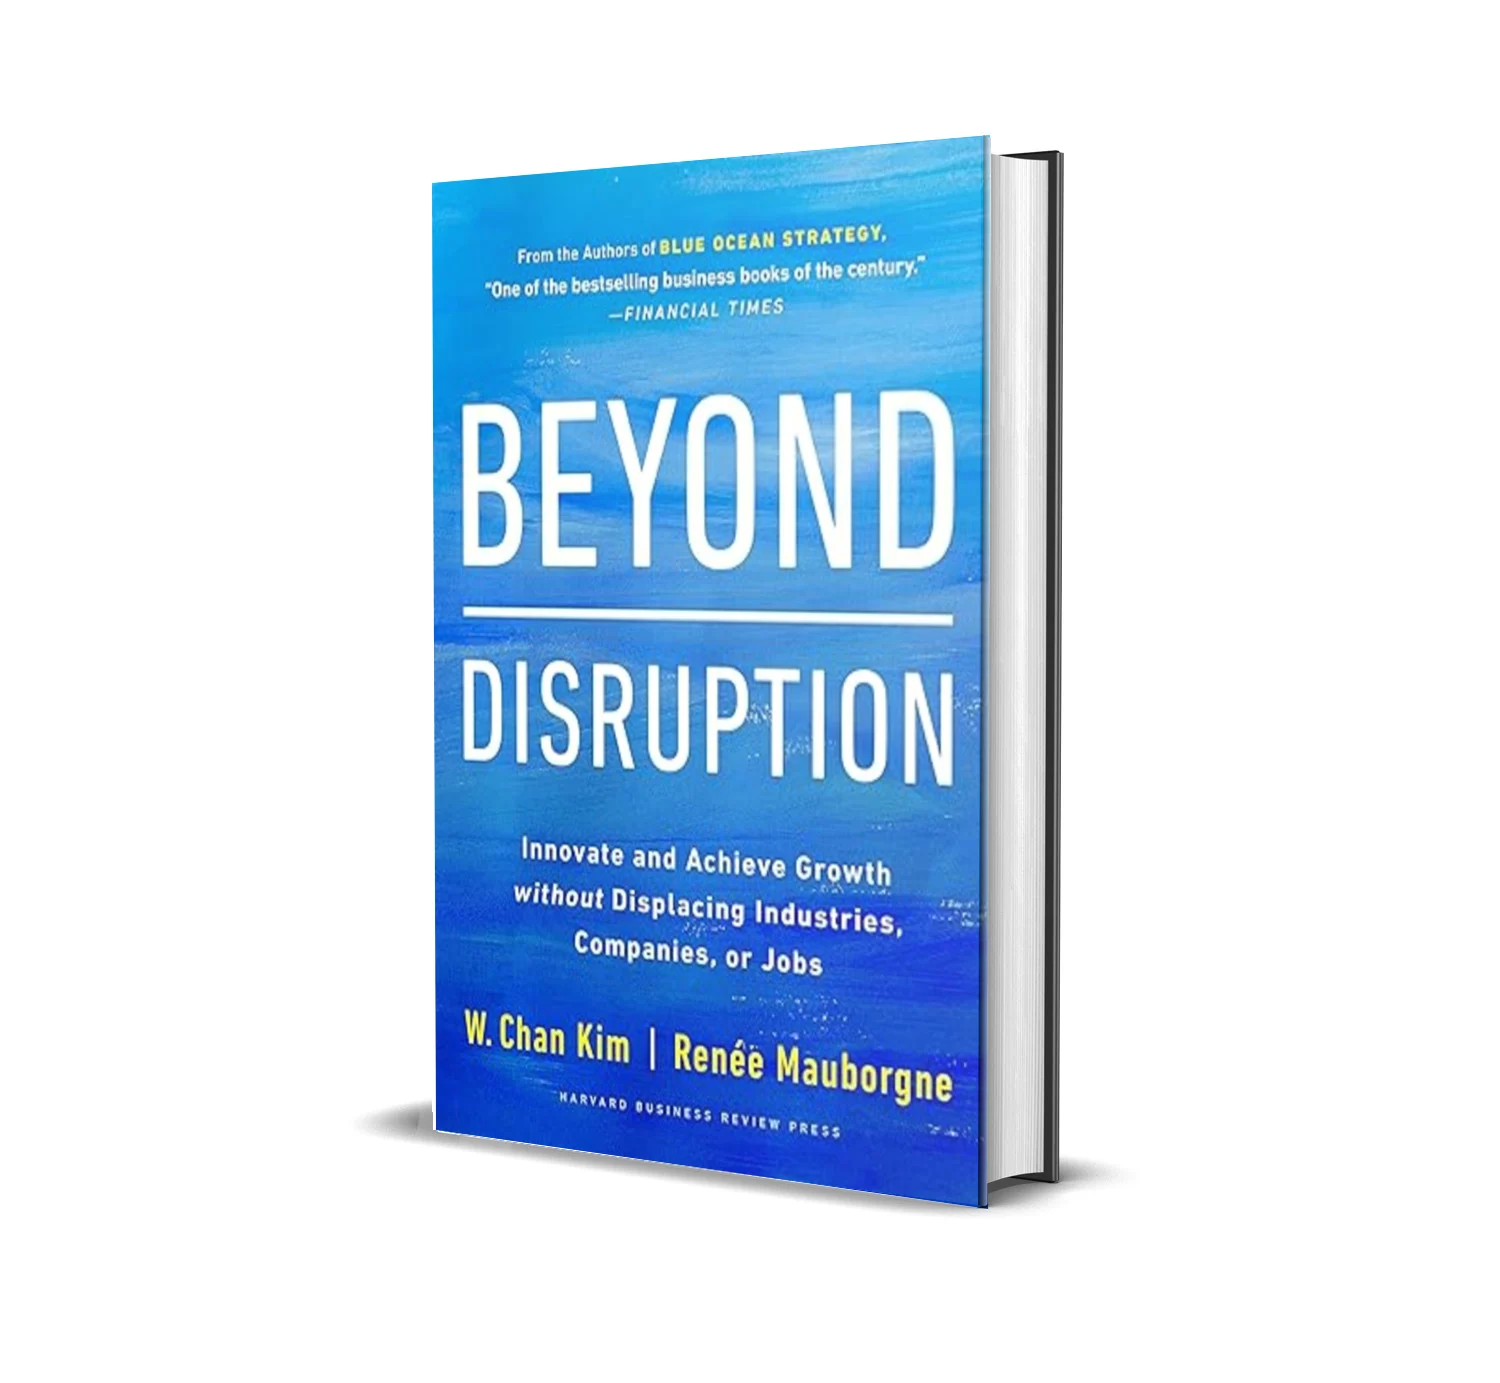 From the Authors of BLUE OCEAN STRATEGY,
"One of the bestselling business books of the century."
—FINANCIAL TIMES
BEYOND
DISRUPTION
Innovate and Achieve Growth
without Displacing Industries,
Companies, or Jobs
W. Chan Kim | Renée Mauborgne
HARVARD BUSINESS REVIEW PRESS